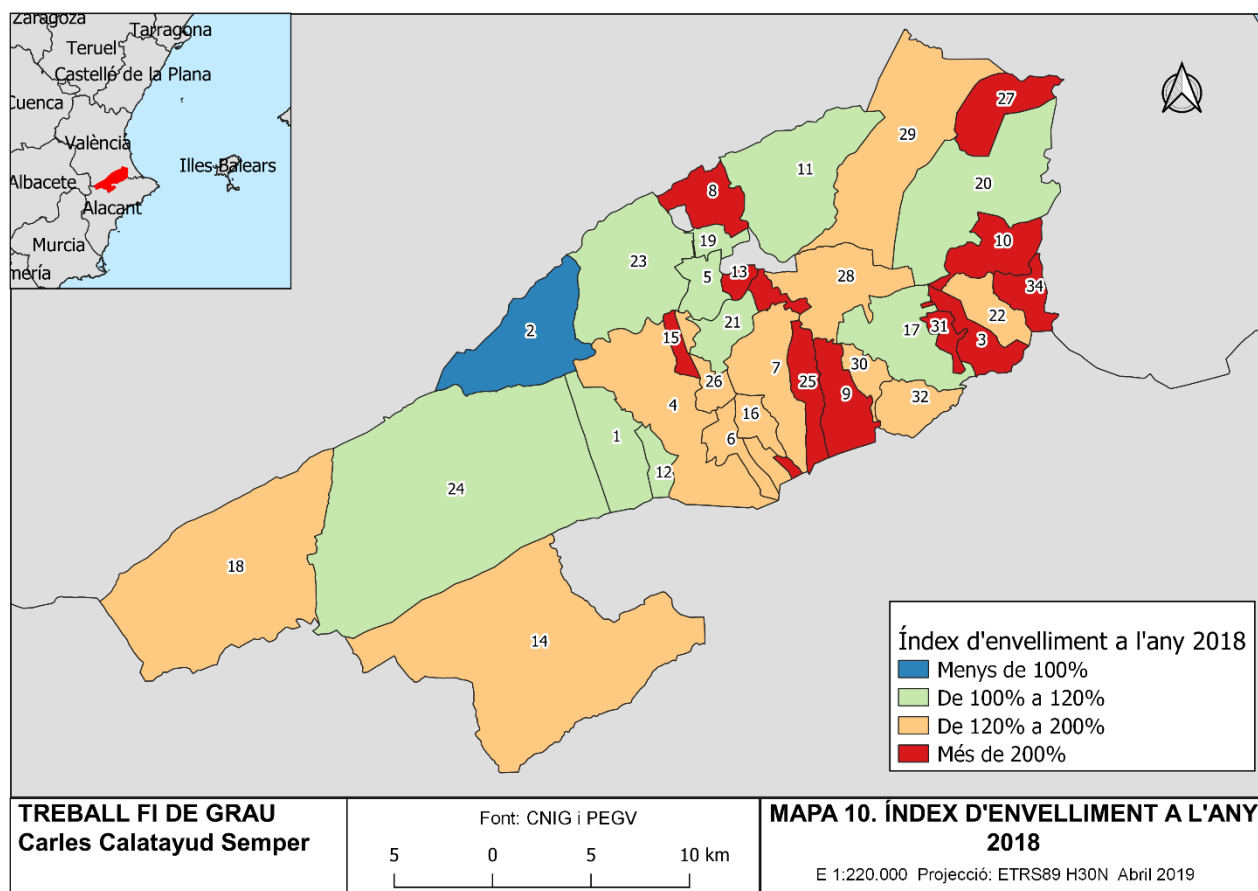 Zaragoza
Tarragona
Teruel
Castelló de la Plana
Cuenca
València
Illes Balears
Albacete
Alacant
Murcia
mería
27
29
11
20
8
10
19
23
13
5
28
34
2
22
21
17
31
15
3
7
30
26
25
9
32
4
16
6
1
12
24
18
14
Índex d'envelliment a l'any 2018
Menys de 100%
De 100% a 120%
De 120% a 200%
Més de 200%
TREBALL FI DE GRAU
Carles Calatayud Semper
Font: CNIG i PEGV
5 0 5 10 km
MAPA 10. ÍNDEX D'ENVELLIMENT A L'ANY
2018
E 1:220.000 Projecció: ETRS89 H30N Abril 2019